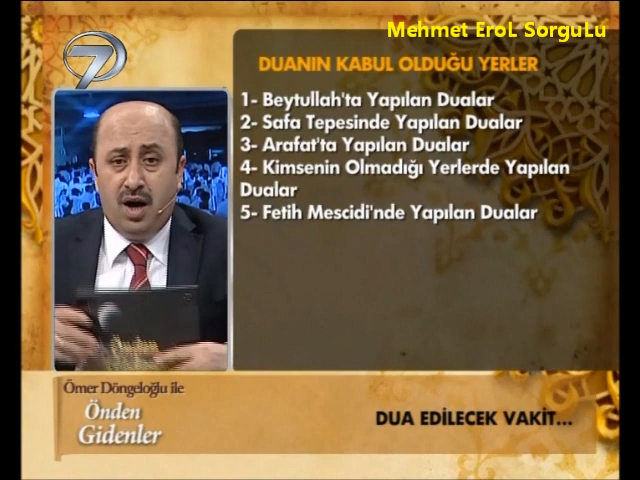 Mehmet EroL SorguLu
7
DUANIN KABUL OLDUĞU YERLER
1- Beytullah'ta Yapılan Dualar
2- Safa Tepesinde Yapılan Dualar
3- Arafat'ta Yapılan Dualar
4- Kimsenin Olmadığı Yerlerde Yapılan
Dualar
5- Fetih Mescidi'nde Yapılan Dualar
Ömer Döngeloğlu ile
Önden
Gidenler
DUA EDİLECEK VAKİT...